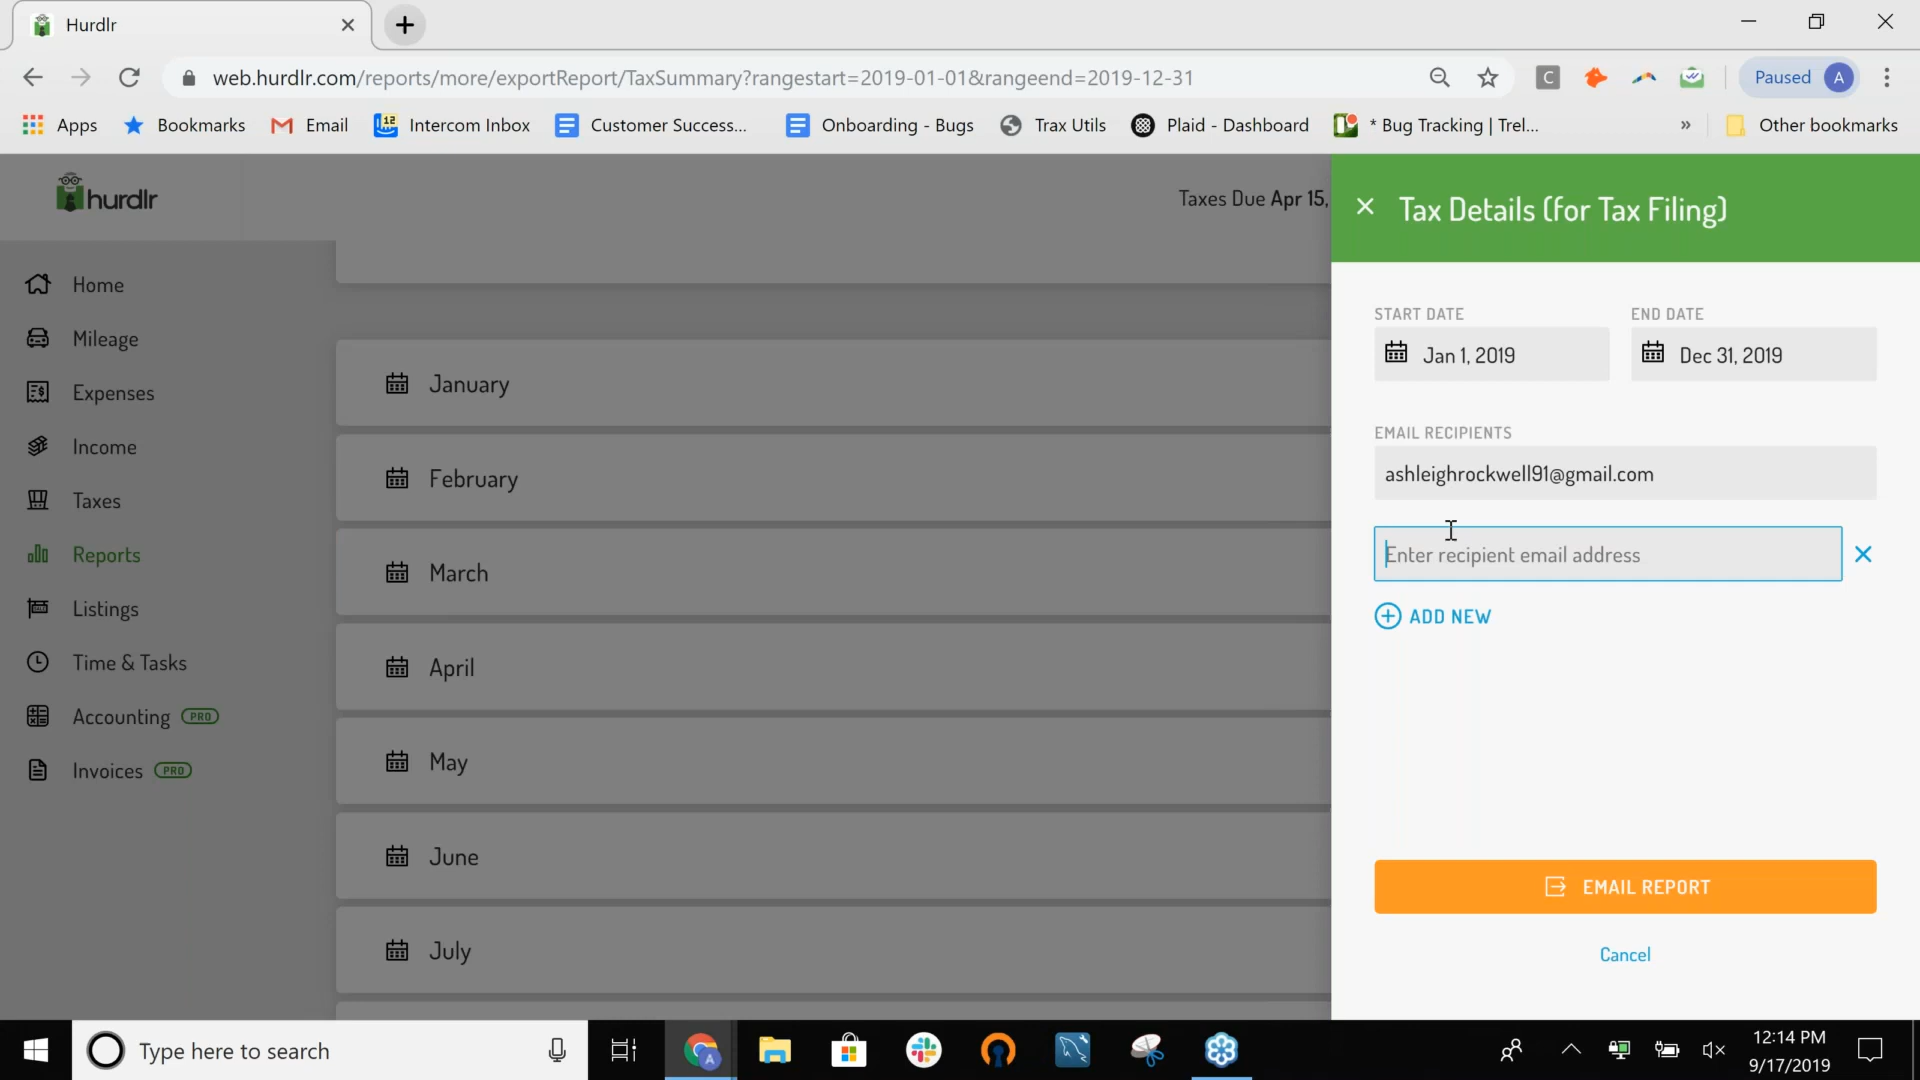 Hurdlr
web.hurdlr.com/reports/more/exportReport/TaxSummary?rangestart=2019-01-01&rangeend=2019-12-31
C
Paused A
Apps Bookmarks Email 12 Intercom Inbox Customer Success... Onboarding - Bugs Trax Utils Plaid - Dashboard * Bug Tracking | Trel... » Other bookmarks
hurdlr
Taxes Due Apr 15,
Home
Mileage
Expenses
Income
Taxes
Reports
Listings
Time & Tasks
Accounting PRO
Invoices PRO
January
February
March
April
May
June
July
Tax Details (for Tax Filing)
START DATE END DATE
Jan 1, 2019 Dec 31, 2019
EMAIL RECIPIENTS
ashleighrockwell91@gmail.com
Enter recipient email address
ADD NEW
EMAIL REPORT
Cancel
Type here to search
A
12:14 PM
9/17/2019